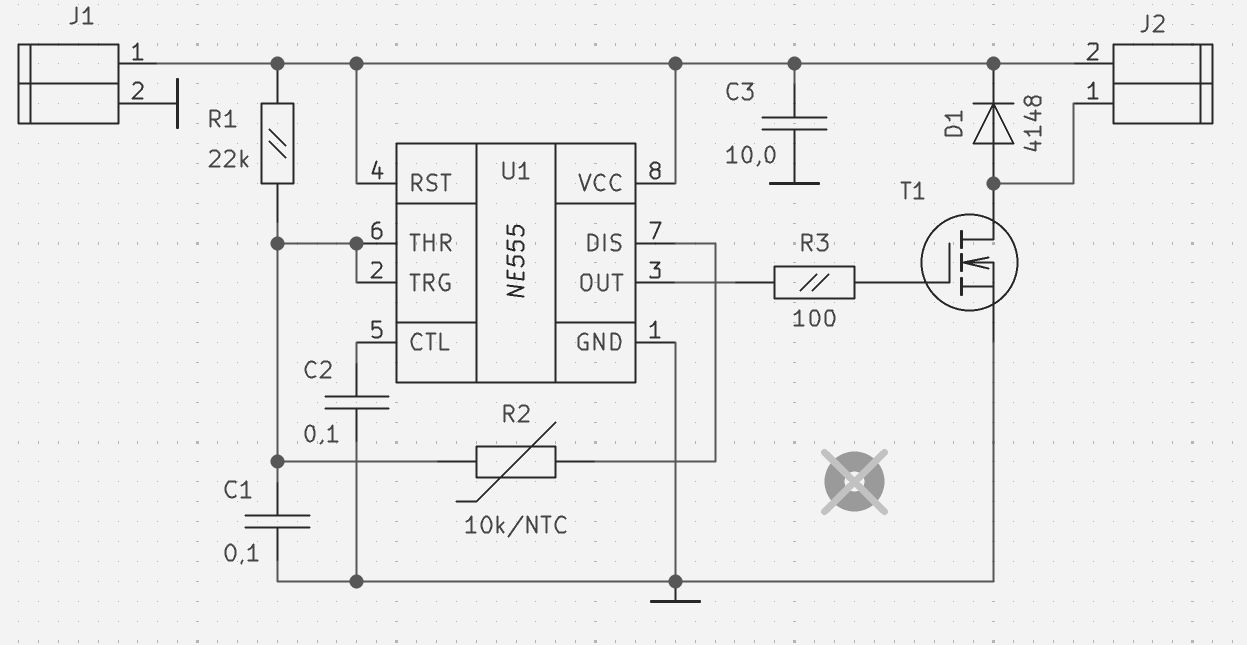 J1
J2
1
2
2
1
R1
22k
C3
10,0
D1
4148
T1
U1
NE555
4
RST
VCC
8
6
THR
DIS
7
2
TRG
OUT
3
5
CTL
GND
1
R3
100
C2
0,1
R2
10k/NTC
C1
0,1